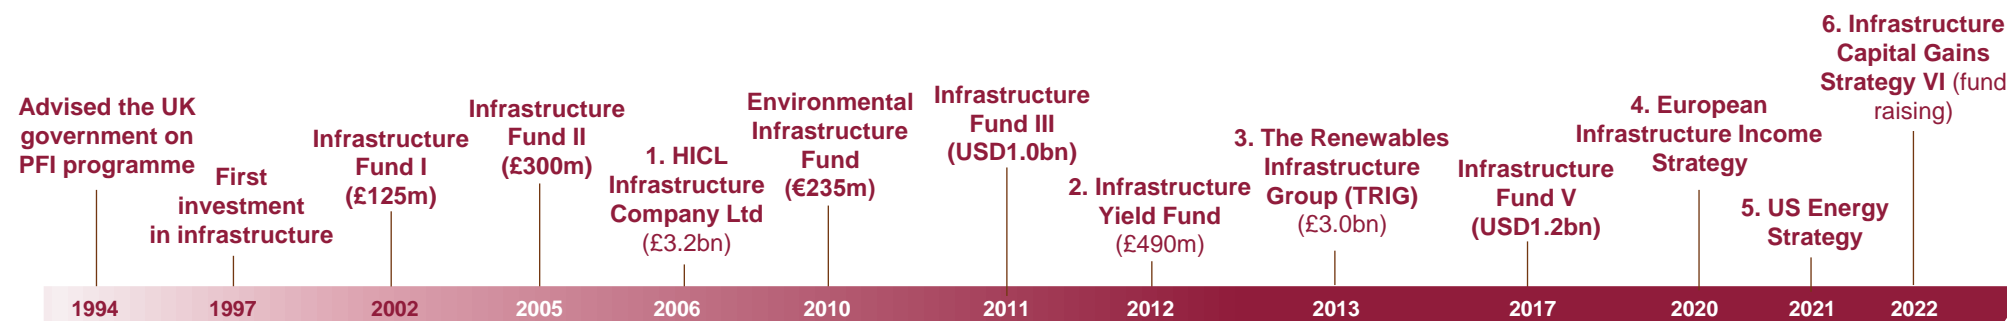 Advised the UK
government on
PFI programme
First
investment
in infrastructure
Infrastructure
Fund I
(£125m)
Infrastructure
Fund II
(£300m)
1. HICL
Infrastructure
Company Ltd
(£3.2bn)
Environmental
Infrastructure
Fund
(€235m)
Infrastructure
Fund III
(USD1.0bn)
2. Infrastructure
Yield Fund
(£490m)
3. The Renewables
Infrastructure
Group (TRIG)
(£3.0bn)
Infrastructure
Fund V
(USD1.2bn)
4. European
Infrastructure Income
Strategy
5. US Energy
Strategy
6. Infrastructure
Capital Gains
Strategy VI (fund
raising)
1994
1997
2002
2005
2006
2010
2011
2012
2013
2017
2020
2021
2022